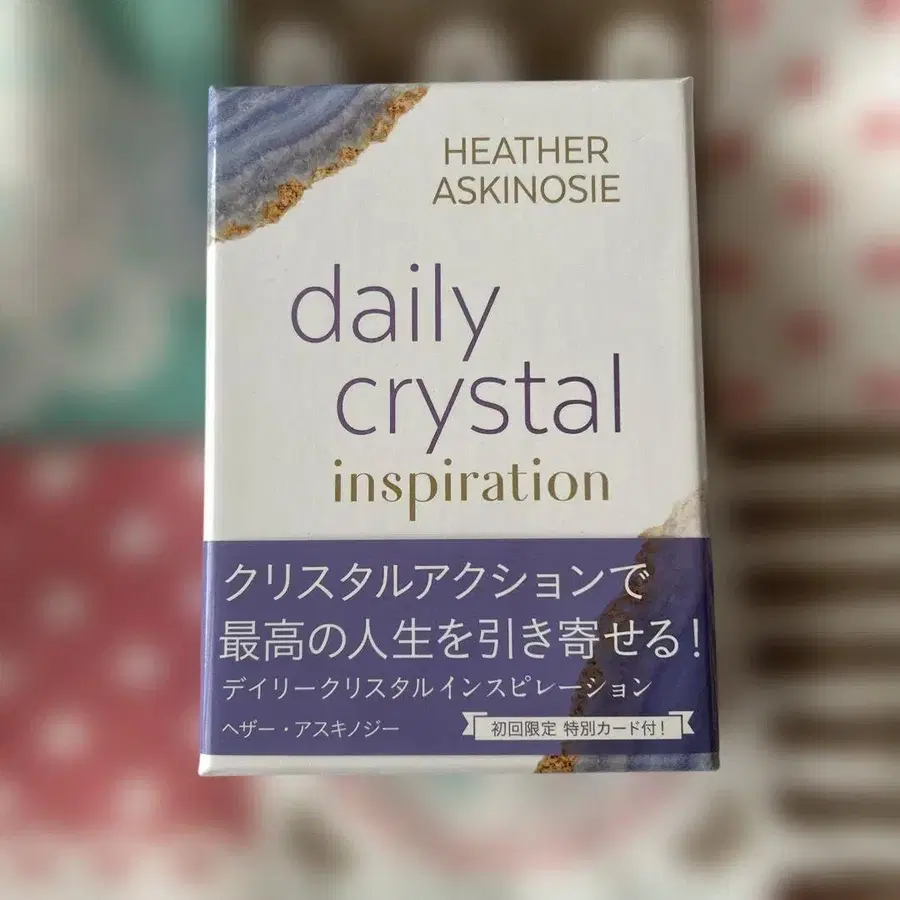 HEATHER
ASKINOSIE
daily
crystal
inspiration
クリスタルアクションで
最高の人生を引き寄せる!
デイリークリスタルインスピレーション
ヘザー・アスキノジー
初回限定 特別カード付!